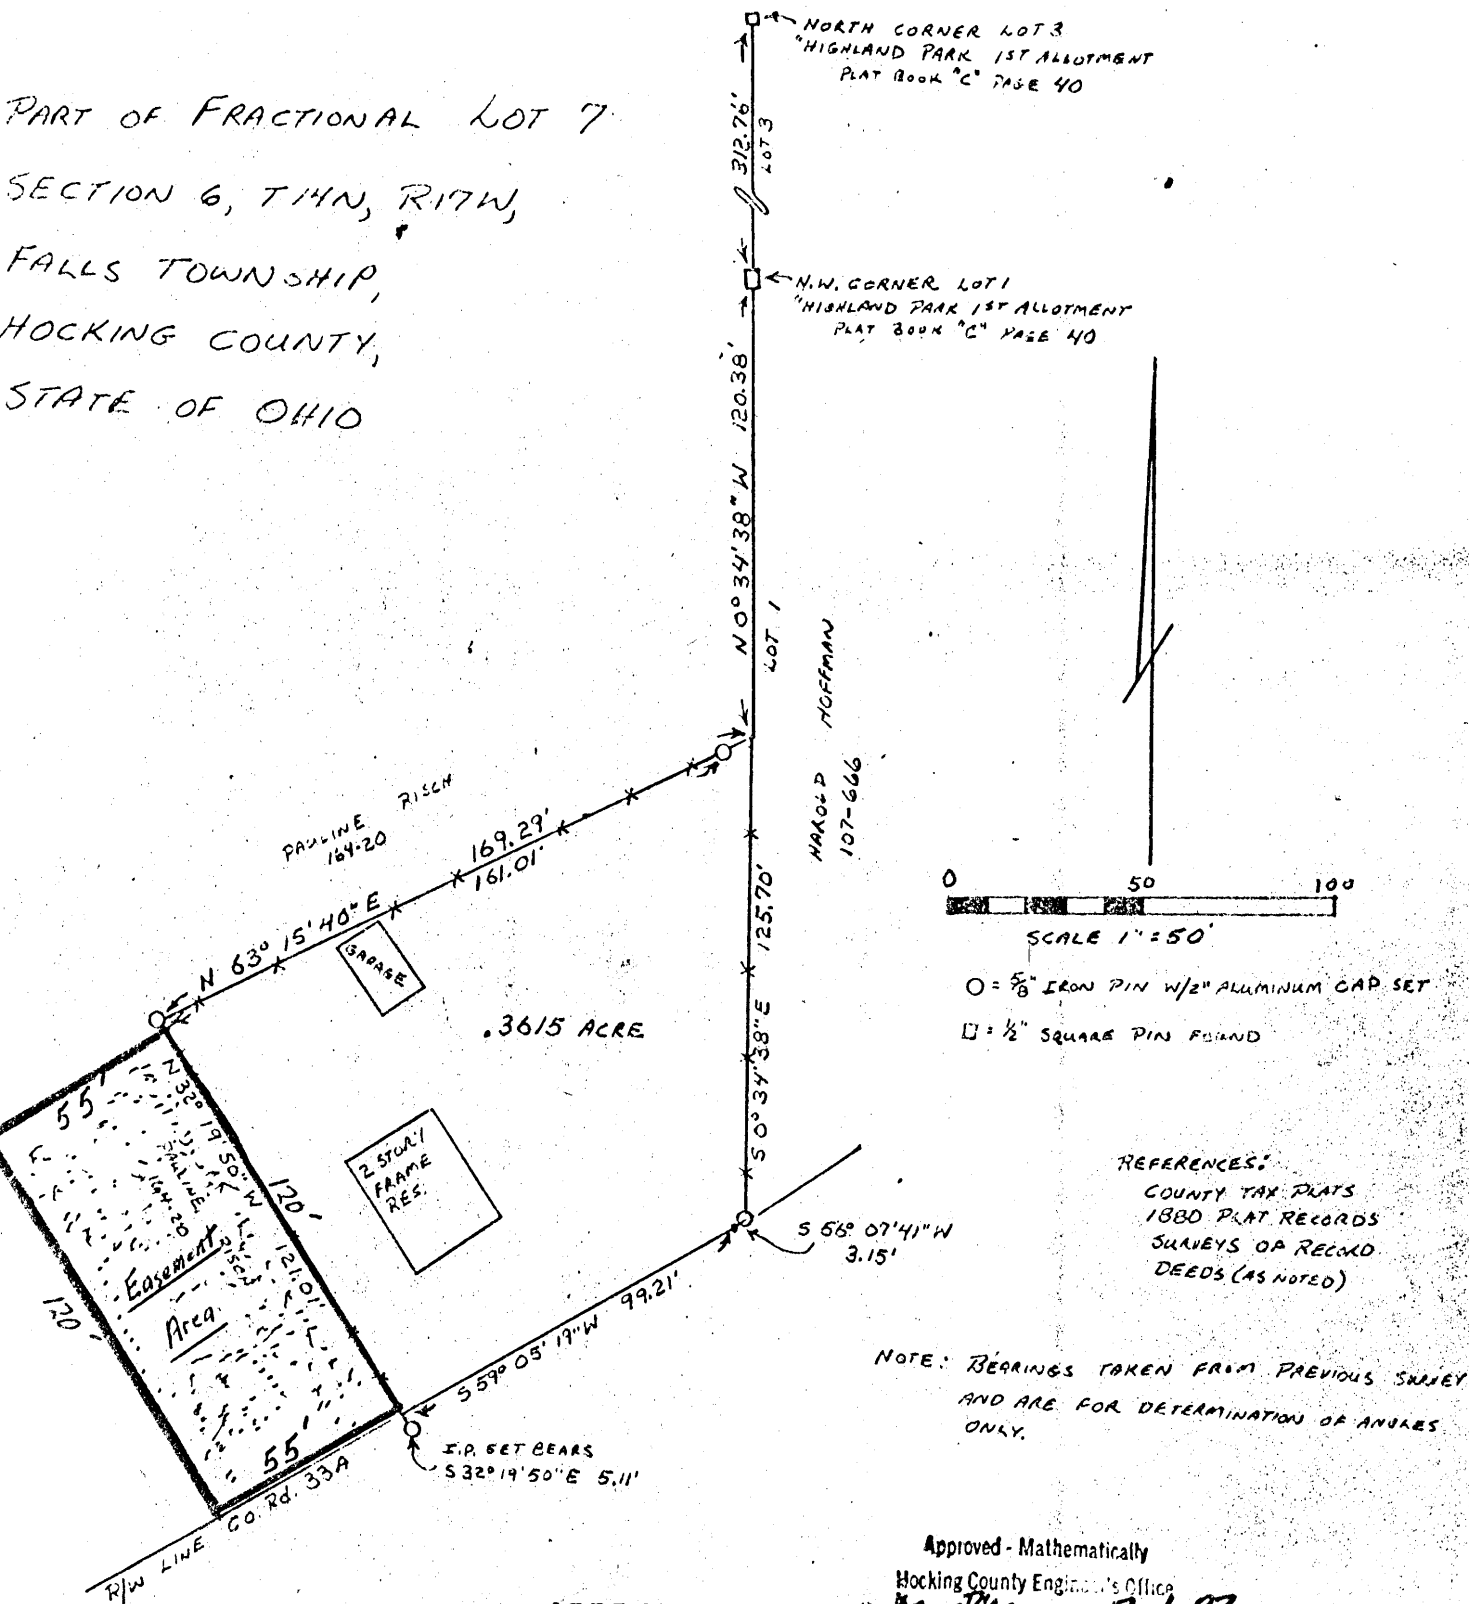 PART OF FRACTIONAL LOT 7
SECTION 6, T14N, R17W,
FALLS TOWNSHIP,
HOCKING COUNTY,
STATE OF OHIO
NORTH CORNER LOT 3
"HIGHLAND PARK 1ST ALLOTMENT
PLAT BOOK "C" PAGE 40
312.76'
LOT 3
N.W. CORNER LOT 1
"HIGHLAND PARK 1ST ALLOTMENT
PLAT BOOK "C" PAGE 40
N 0° 34' 38" W 120.38'
LOT 1
HAROLD HOFFMAN
107-666
PAULINE RISCH
164-20
169.29'
161.01'
N 63° 15' 40" E
GARAGE
.3615 ACRE
125.70'
S 0° 34' 38" E
0 50 100
SCALE 1" = 50'
O = 5/8" IRON PIN W/2" ALUMINUM CAP SET
□ = 1/2" SQUARE PIN FOUND
55'
N 32° 19' 50" W
120'
121.01'
PAULINE RISCH
164-20
Easement
Area
120'
55'
2 STORY
FRAME
RES.
S 56° 07' 41" W
3.15'
99.21'
S 59° 05' 19" W
REFERENCES:
COUNTY TAX PLATS
1880 PLAT RECORDS
SURVEYS OF RECORD
DEEDS (AS NOTED)
NOTE: BEARINGS TAKEN FROM PREVIOUS SURVEY
AND ARE FOR DETERMINATION OF ANGLES
ONLY.
I.P. SET BEARS
S 32° 19' 50" E 5.11'
CO. Rd. 33A
R/W LINE
Approved - Mathematically
Hocking County Engineer's Office